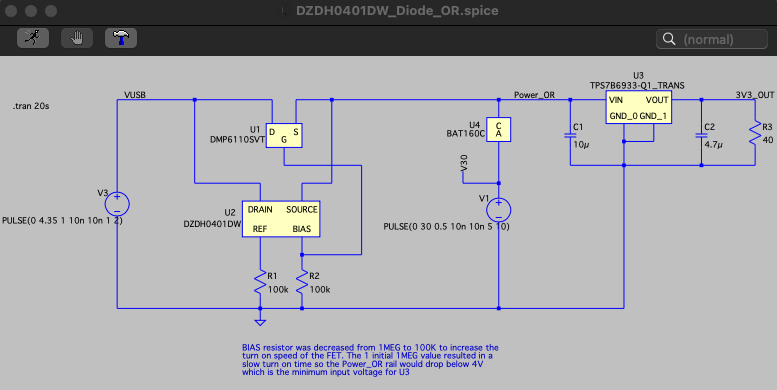 DZDH0401DW_Diode_OR.spice
(normal)
U3
TPS7B6933-Q1_TRANS
VUSB
Power_OR
VIN VOUT
3V3_OUT
.tran 20s
GND_0 GND_1
U1
DMP6110SVT
D S
G
U4
BAT160C
C
A
C1
10µ
C2
4.7µ
R3
40
V30
V3
PULSE(0 4.35 1 10n 10n 1 2)
U2
DZDH0401DW
DRAIN SOURCE
REF BIAS
V1
PULSE(0 30 0.5 10n 10n 5 10)
R1
100k
R2
100k
BIAS resistor was decreased from 1MEG to 100K to increase the
turn on speed of the FET. The 1 initial 1MEG value resulted in a
slow turn on time so the Power_OR rail would drop below 4V
which is the minimum input voltage for U3